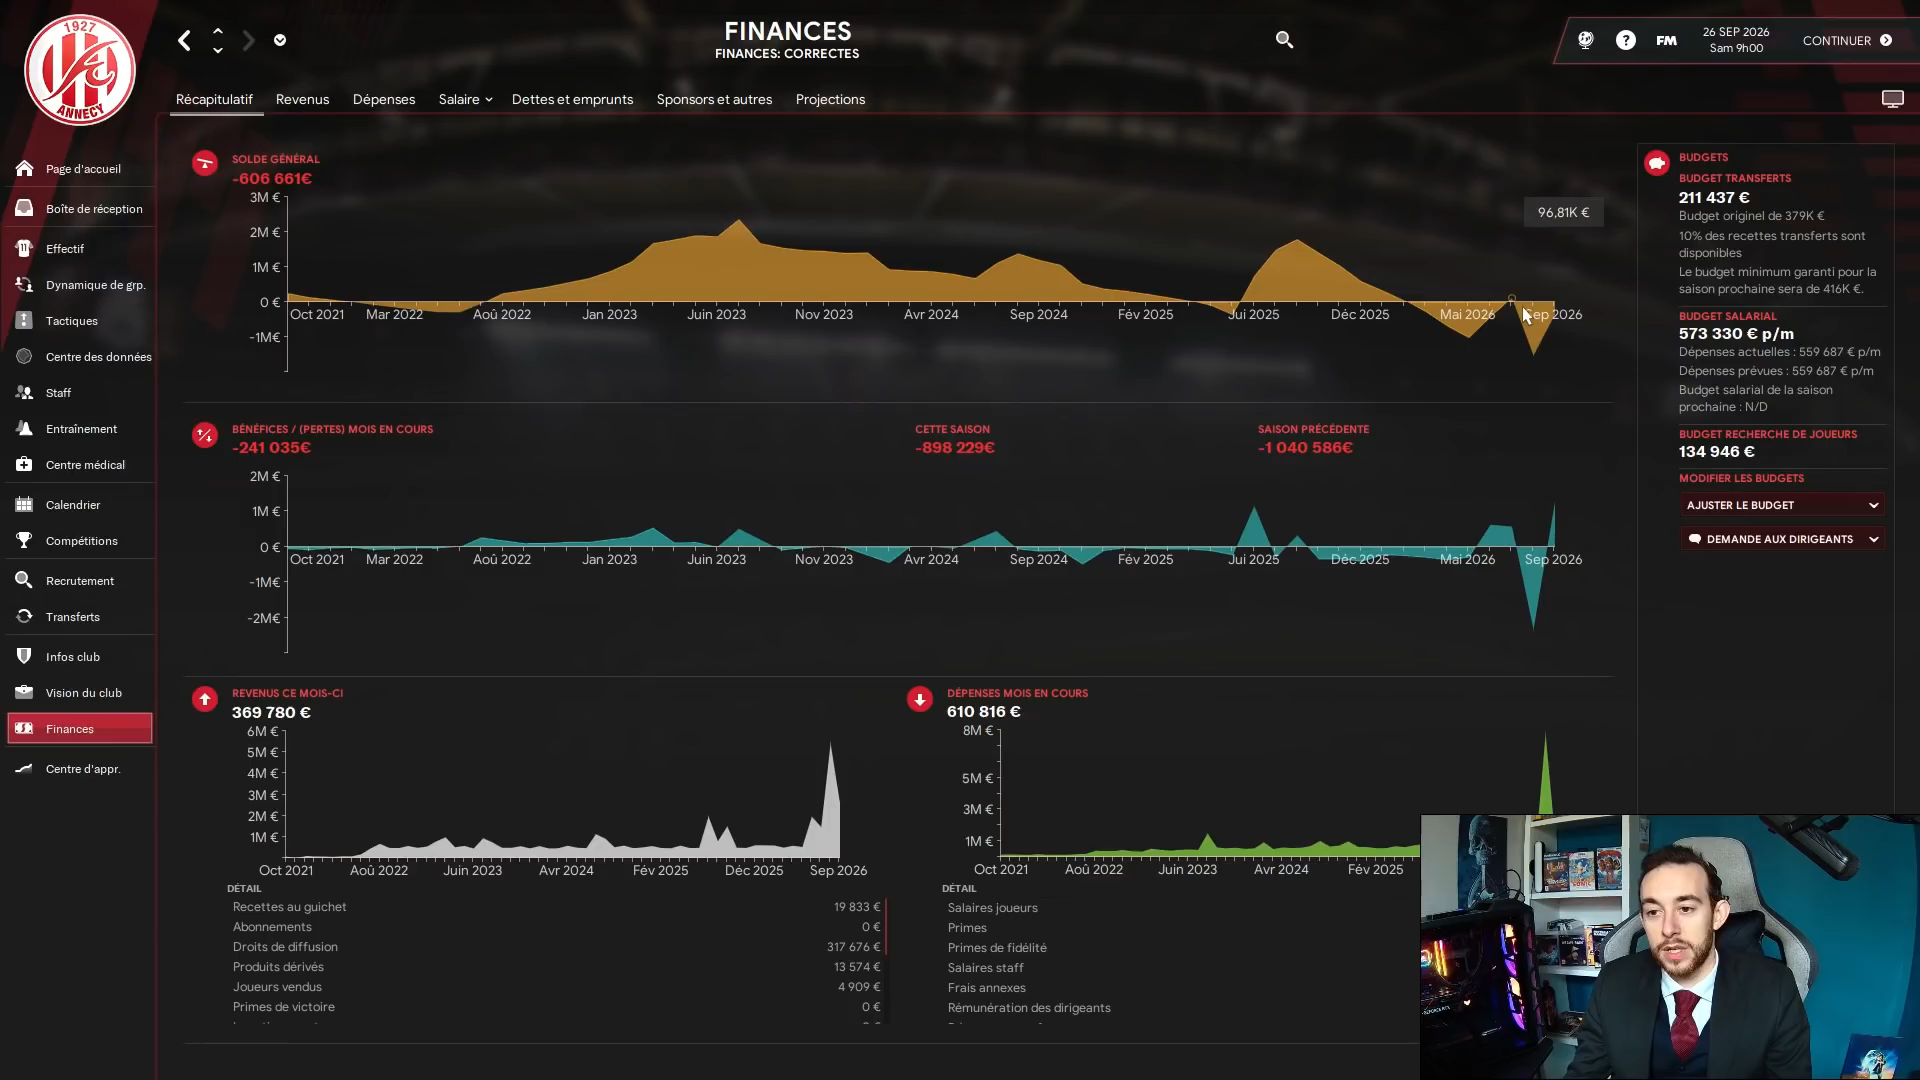 1927
ANNECY
FINANCES
FINANCES: CORRECTES
FM
26 SEP 2026
Sam 9h00
CONTINUER
Récapitulatif
Revenus
Dépenses
Salaire
Dettes et emprunts
Sponsors et autres
Projections
Page d'accueil
Boîte de réception
Effectif
Dynamique de grp.
Tactiques
Centre des données
Staff
Entraînement
Centre médical
Calendrier
Compétitions
Recrutement
Transferts
Infos club
Vision du club
Finances
Centre d'appr.
SOLDE GÉNÉRAL
-606 661€
3M €
2M €
1M €
0 €
-1M€
96,81K €
Oct 2021
Mar 2022
Aoû 2022
Jan 2023
Juin 2023
Nov 2023
Avr 2024
Sep 2024
Fév 2025
Jui 2025
Déc 2025
Mai 2026
Sep 2026
BÉNÉFICES / (PERTES) MOIS EN COURS
-241 035€
CETTE SAISON
-898 229€
SAISON PRÉCÉDENTE
-1 040 586€
2M €
1M €
0 €
-1M€
-2M€
Oct 2021
Mar 2022
Aoû 2022
Jan 2023
Juin 2023
Nov 2023
Avr 2024
Sep 2024
Fév 2025
Jui 2025
Déc 2025
Mai 2026
Sep 2026
REVENUS CE MOIS-CI
369 780 €
6M €
5M €
4M €
3M €
2M €
1M €
Oct 2021
Aoû 2022
Juin 2023
Avr 2024
Fév 2025
Déc 2025
Sep 2026
DÉTAIL
Recettes au guichet 19 833 €
Abonnements 0 €
Droits de diffusion 317 676 €
Produits dérivés 13 574 €
Joueurs vendus 4 909 €
Primes de victoire 0 €
DÉPENSES MOIS EN COURS
610 816 €
8M €
5M €
3M €
1M €
Oct 2021
Aoû 2022
Juin 2023
Avr 2024
Fév 2025
DÉTAIL
Salaires joueurs
Primes
Primes de fidélité
Salaires staff
Frais annexes
Rémunération des dirigeants
BUDGETS
BUDGET TRANSFERTS
211 437 €
Budget originel de 379K €
10% des recettes transferts sont
disponibles
Le budget minimum garanti pour la
saison prochaine sera de 416K €.
BUDGET SALARIAL
573 330 € p/m
Dépenses actuelles : 559 687 € p/m
Dépenses prévues : 559 687 € p/m
Budget salarial de la saison
prochaine : N/D
BUDGET RECHERCHE DE JOUEURS
134 946 €
MODIFIER LES BUDGETS
AJUSTER LE BUDGET
DEMANDE AUX DIRIGEANTS